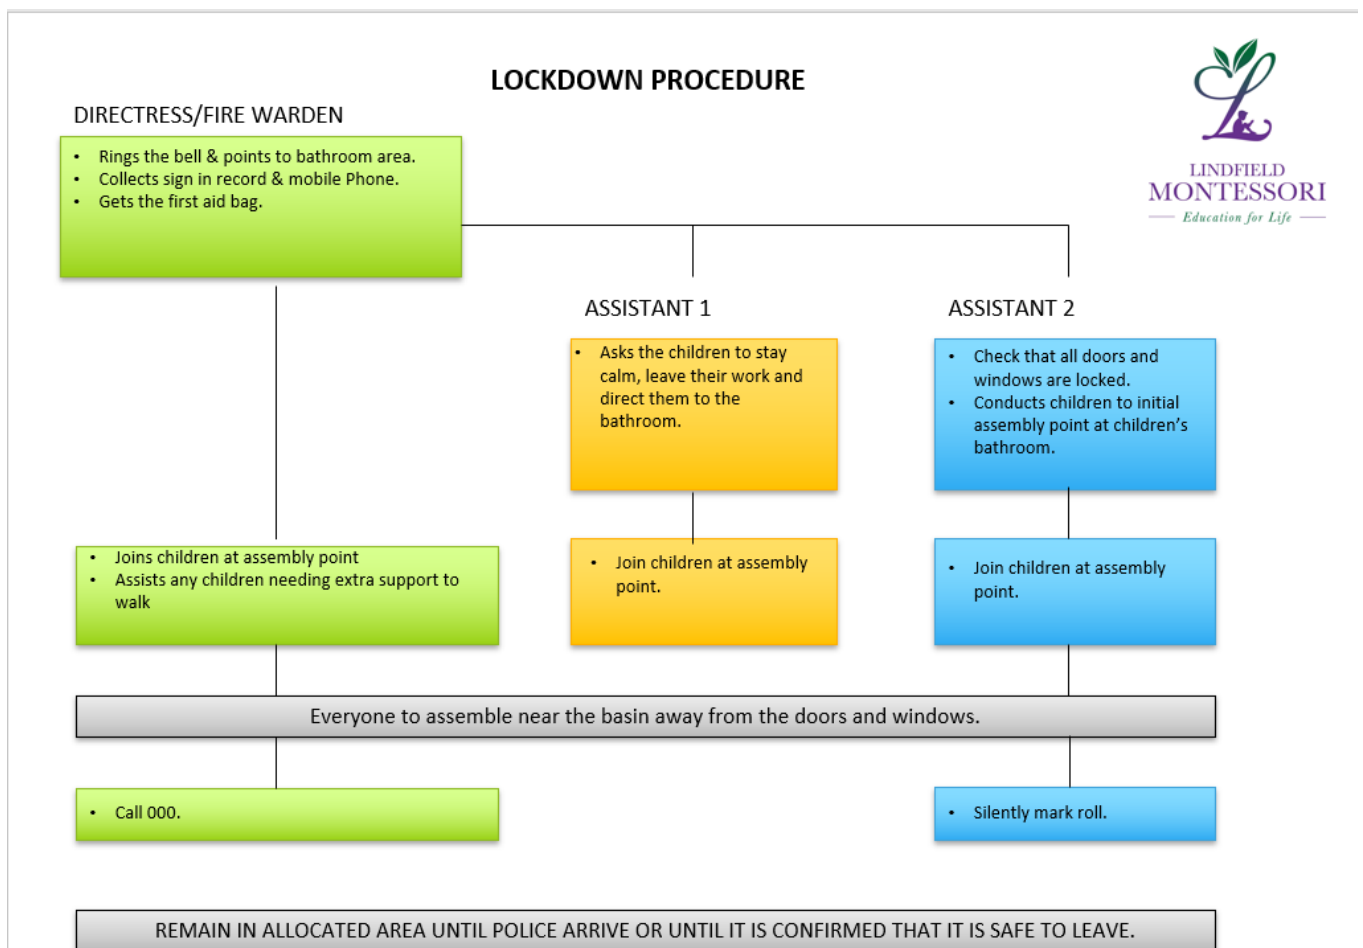 LOCKDOWN PROCEDURE
LINDFIELD
MONTESSORI
Education for Life
DIRECTRESS/FIRE WARDEN
• Rings the bell & points to bathroom area.
• Collects sign in record & mobile Phone.
• Gets the first aid bag.
ASSISTANT 1
• Asks the children to stay
calm, leave their work and
direct them to the
bathroom.
ASSISTANT 2
• Check that all doors and
windows are locked.
• Conducts children to initial
assembly point at children's
bathroom.
• Joins children at assembly point
• Assists any children needing extra support to
walk
• Join children at assembly
point.
• Join children at assembly
point.
Everyone to assemble near the basin away from the doors and windows.
• Call 000.
• Silently mark roll.
REMAIN IN ALLOCATED AREA UNTIL POLICE ARRIVE OR UNTIL IT IS CONFIRMED THAT IT IS SAFE TO LEAVE.